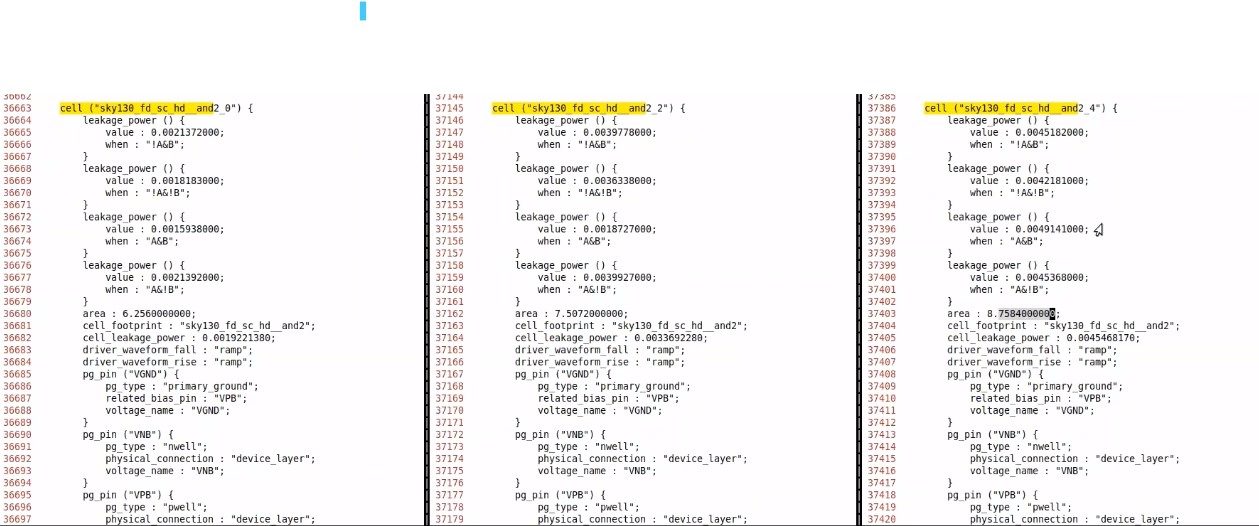 36662
36663 cell ("sky130_fd_sc_hd__and2_0") {
36664 leakage_power () {
36665 value : 0.0021372000;
36666 when : "!A&B";
36667 }
36668 leakage_power () {
36669 value : 0.0018183000;
36670 when : "!A&!B";
36671 }
36672 leakage_power () {
36673 value : 0.0015938000;
36674 when : "A&B";
36675 }
36676 leakage_power () {
36677 value : 0.0021392000;
36678 when : "A&!B";
36679 }
36680 area : 6.2560000000;
36681 cell_footprint : "sky130_fd_sc_hd__and2";
36682 cell_leakage_power : 0.0019221380;
36683 driver_waveform_fall : "ramp";
36684 driver_waveform_rise : "ramp";
36685 pg_pin ("VGND") {
36686 pg_type : "primary_ground";
36687 related_bias_pin : "VPB";
36688 voltage_name : "VGND";
36689 }
36690 pg_pin ("VNB") {
36691 pg_type : "nwell";
36692 physical_connection : "device_layer";
36693 voltage_name : "VNB";
36694 }
36695 pg_pin ("VPB") {
36696 pg_type : "pwell";
36697 physical_connection : "device_layer";
37144
37145 cell ("sky130_fd_sc_hd__and2_2") {
37146 leakage_power () {
37147 value : 0.0039778000;
37148 when : "!A&B";
37149 }
37150 leakage_power () {
37151 value : 0.0036338000;
37152 when : "!A&!B";
37153 }
37154 leakage_power () {
37155 value : 0.0018727000;
37156 when : "A&B";
37157 }
37158 leakage_power () {
37159 value : 0.0039927000;
37160 when : "A&!B";
37161 }
37162 area : 7.5072000000;
37163 cell_footprint : "sky130_fd_sc_hd__and2";
37164 cell_leakage_power : 0.0033692280;
37165 driver_waveform_fall : "ramp";
37166 driver_waveform_rise : "ramp";
37167 pg_pin ("VGND") {
37168 pg_type : "primary_ground";
37169 related_bias_pin : "VPB";
37170 voltage_name : "VGND";
37171 }
37172 pg_pin ("VNB") {
37173 pg_type : "nwell";
37174 physical_connection : "device_layer";
37175 voltage_name : "VNB";
37176 }
37177 pg_pin ("VPB") {
37178 pg_type : "pwell";
37179 physical_connection : "device_layer";
37385
37386 cell ("sky130_fd_sc_hd__and2_4") {
37387 leakage_power () {
37388 value : 0.0045182000;
37389 when : "!A&B";
37390 }
37391 leakage_power () {
37392 value : 0.0042181000;
37393 when : "!A&!B";
37394 }
37395 leakage_power () {
37396 value : 0.0049141000;
37397 when : "A&B";
37398 }
37399 leakage_power () {
37400 value : 0.0045368000;
37401 when : "A&!B";
37402 }
37403 area : 8.7584000000;
37404 cell_footprint : "sky130_fd_sc_hd__and2";
37405 cell_leakage_power : 0.0045468170;
37406 driver_waveform_fall : "ramp";
37407 driver_waveform_rise : "ramp";
37408 pg_pin ("VGND") {
37409 pg_type : "primary_ground";
37410 related_bias_pin : "VPB";
37411 voltage_name : "VGND";
37412 }
37413 pg_pin ("VNB") {
37414 pg_type : "nwell";
37415 physical_connection : "device_layer";
37416 voltage_name : "VNB";
37417 }
37418 pg_pin ("VPB") {
37419 pg_type : "pwell";
37420 physical_connection : "device_layer";